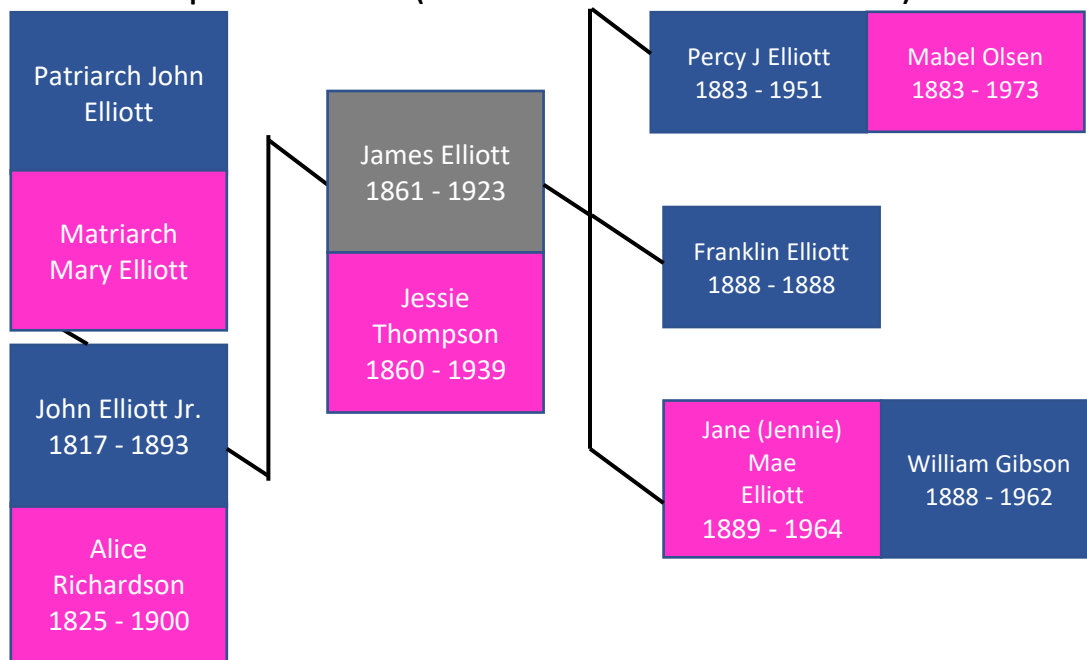 Patriarch John
Elliott
Matriarch
Mary Elliott
John Elliott Jr.
1817 - 1893
Alice
Richardson
1825 - 1900
James Elliott
1861 - 1923
Jessie
Thompson
1860 - 1939
Percy J Elliott
1883 - 1951
Mabel Olsen
1883 - 1973
Franklin Elliott
1888 - 1888
Jane (Jennie)
Mae
Elliott
1889 - 1964
William Gibson
1888 - 1962